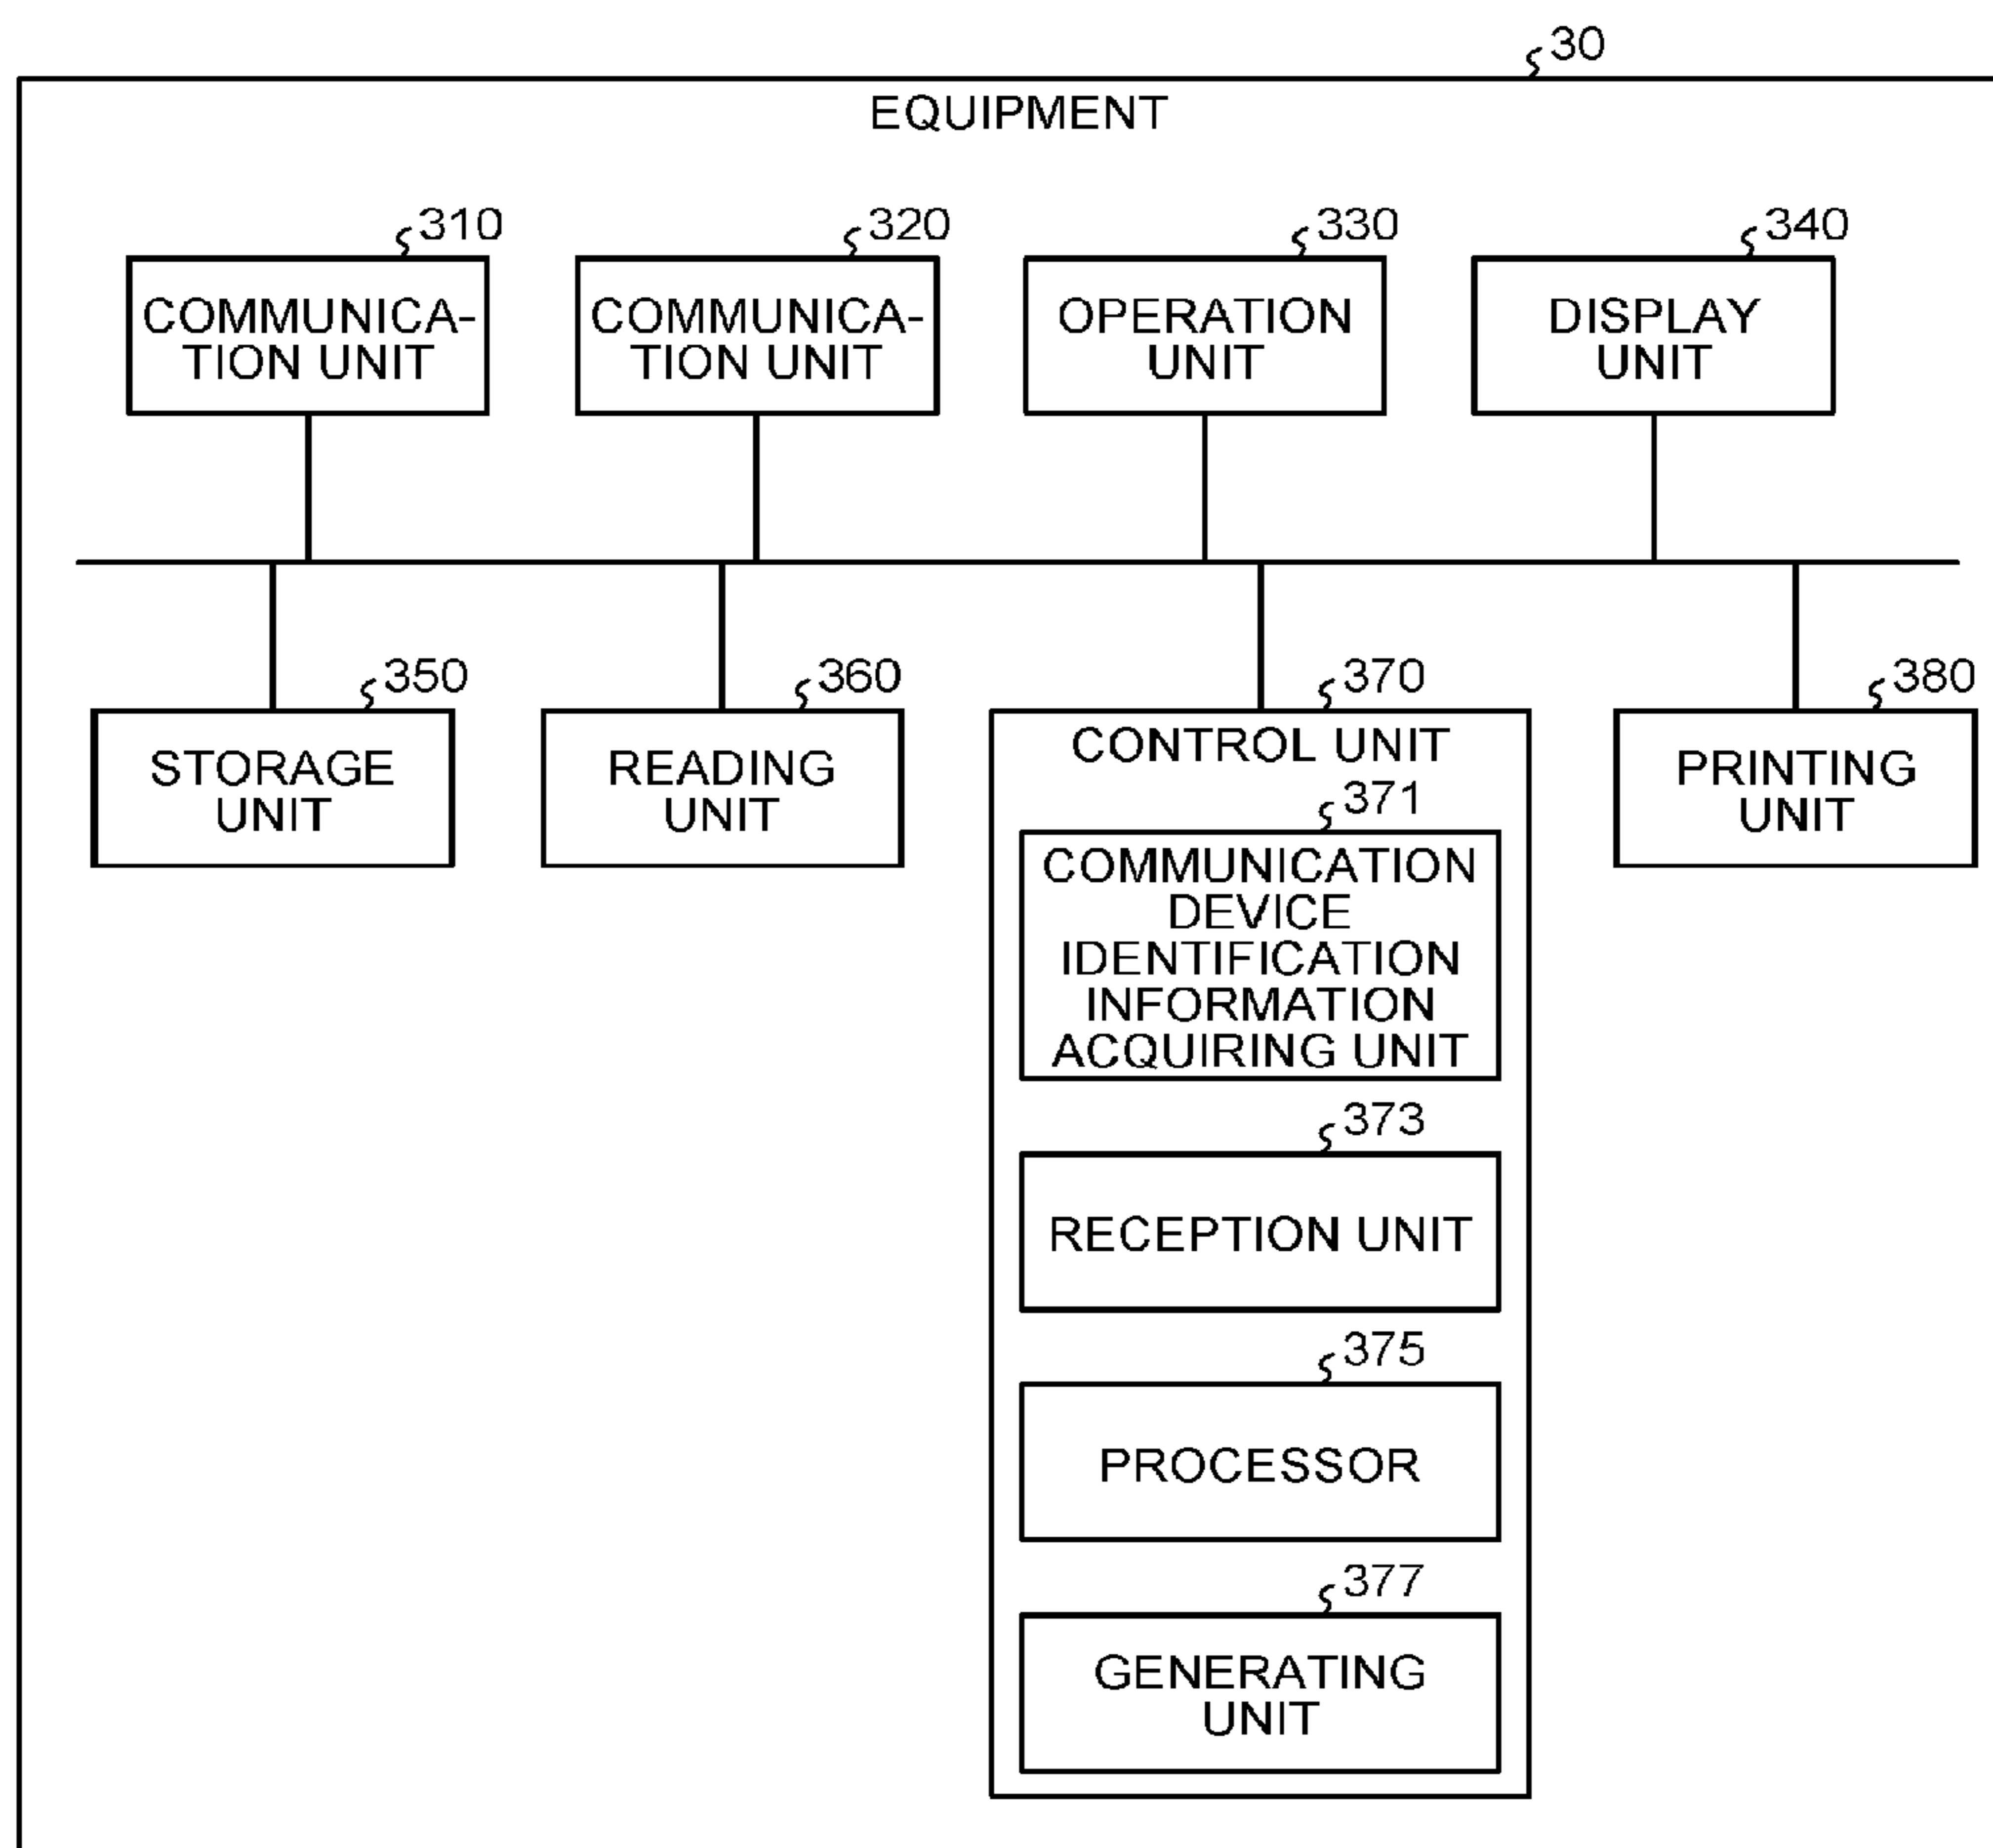 30
EQUIPMENT
310
COMMUNICA-
TION UNIT
320
COMMUNICA-
TION UNIT
330
OPERATION
UNIT
340
DISPLAY
UNIT
350
STORAGE
UNIT
360
READING
UNIT
370
CONTROL UNIT
371
COMMUNICATION
DEVICE
IDENTIFICATION
INFORMATION
ACQUIRING UNIT
373
RECEPTION UNIT
375
PROCESSOR
377
GENERATING
UNIT
380
PRINTING
UNIT